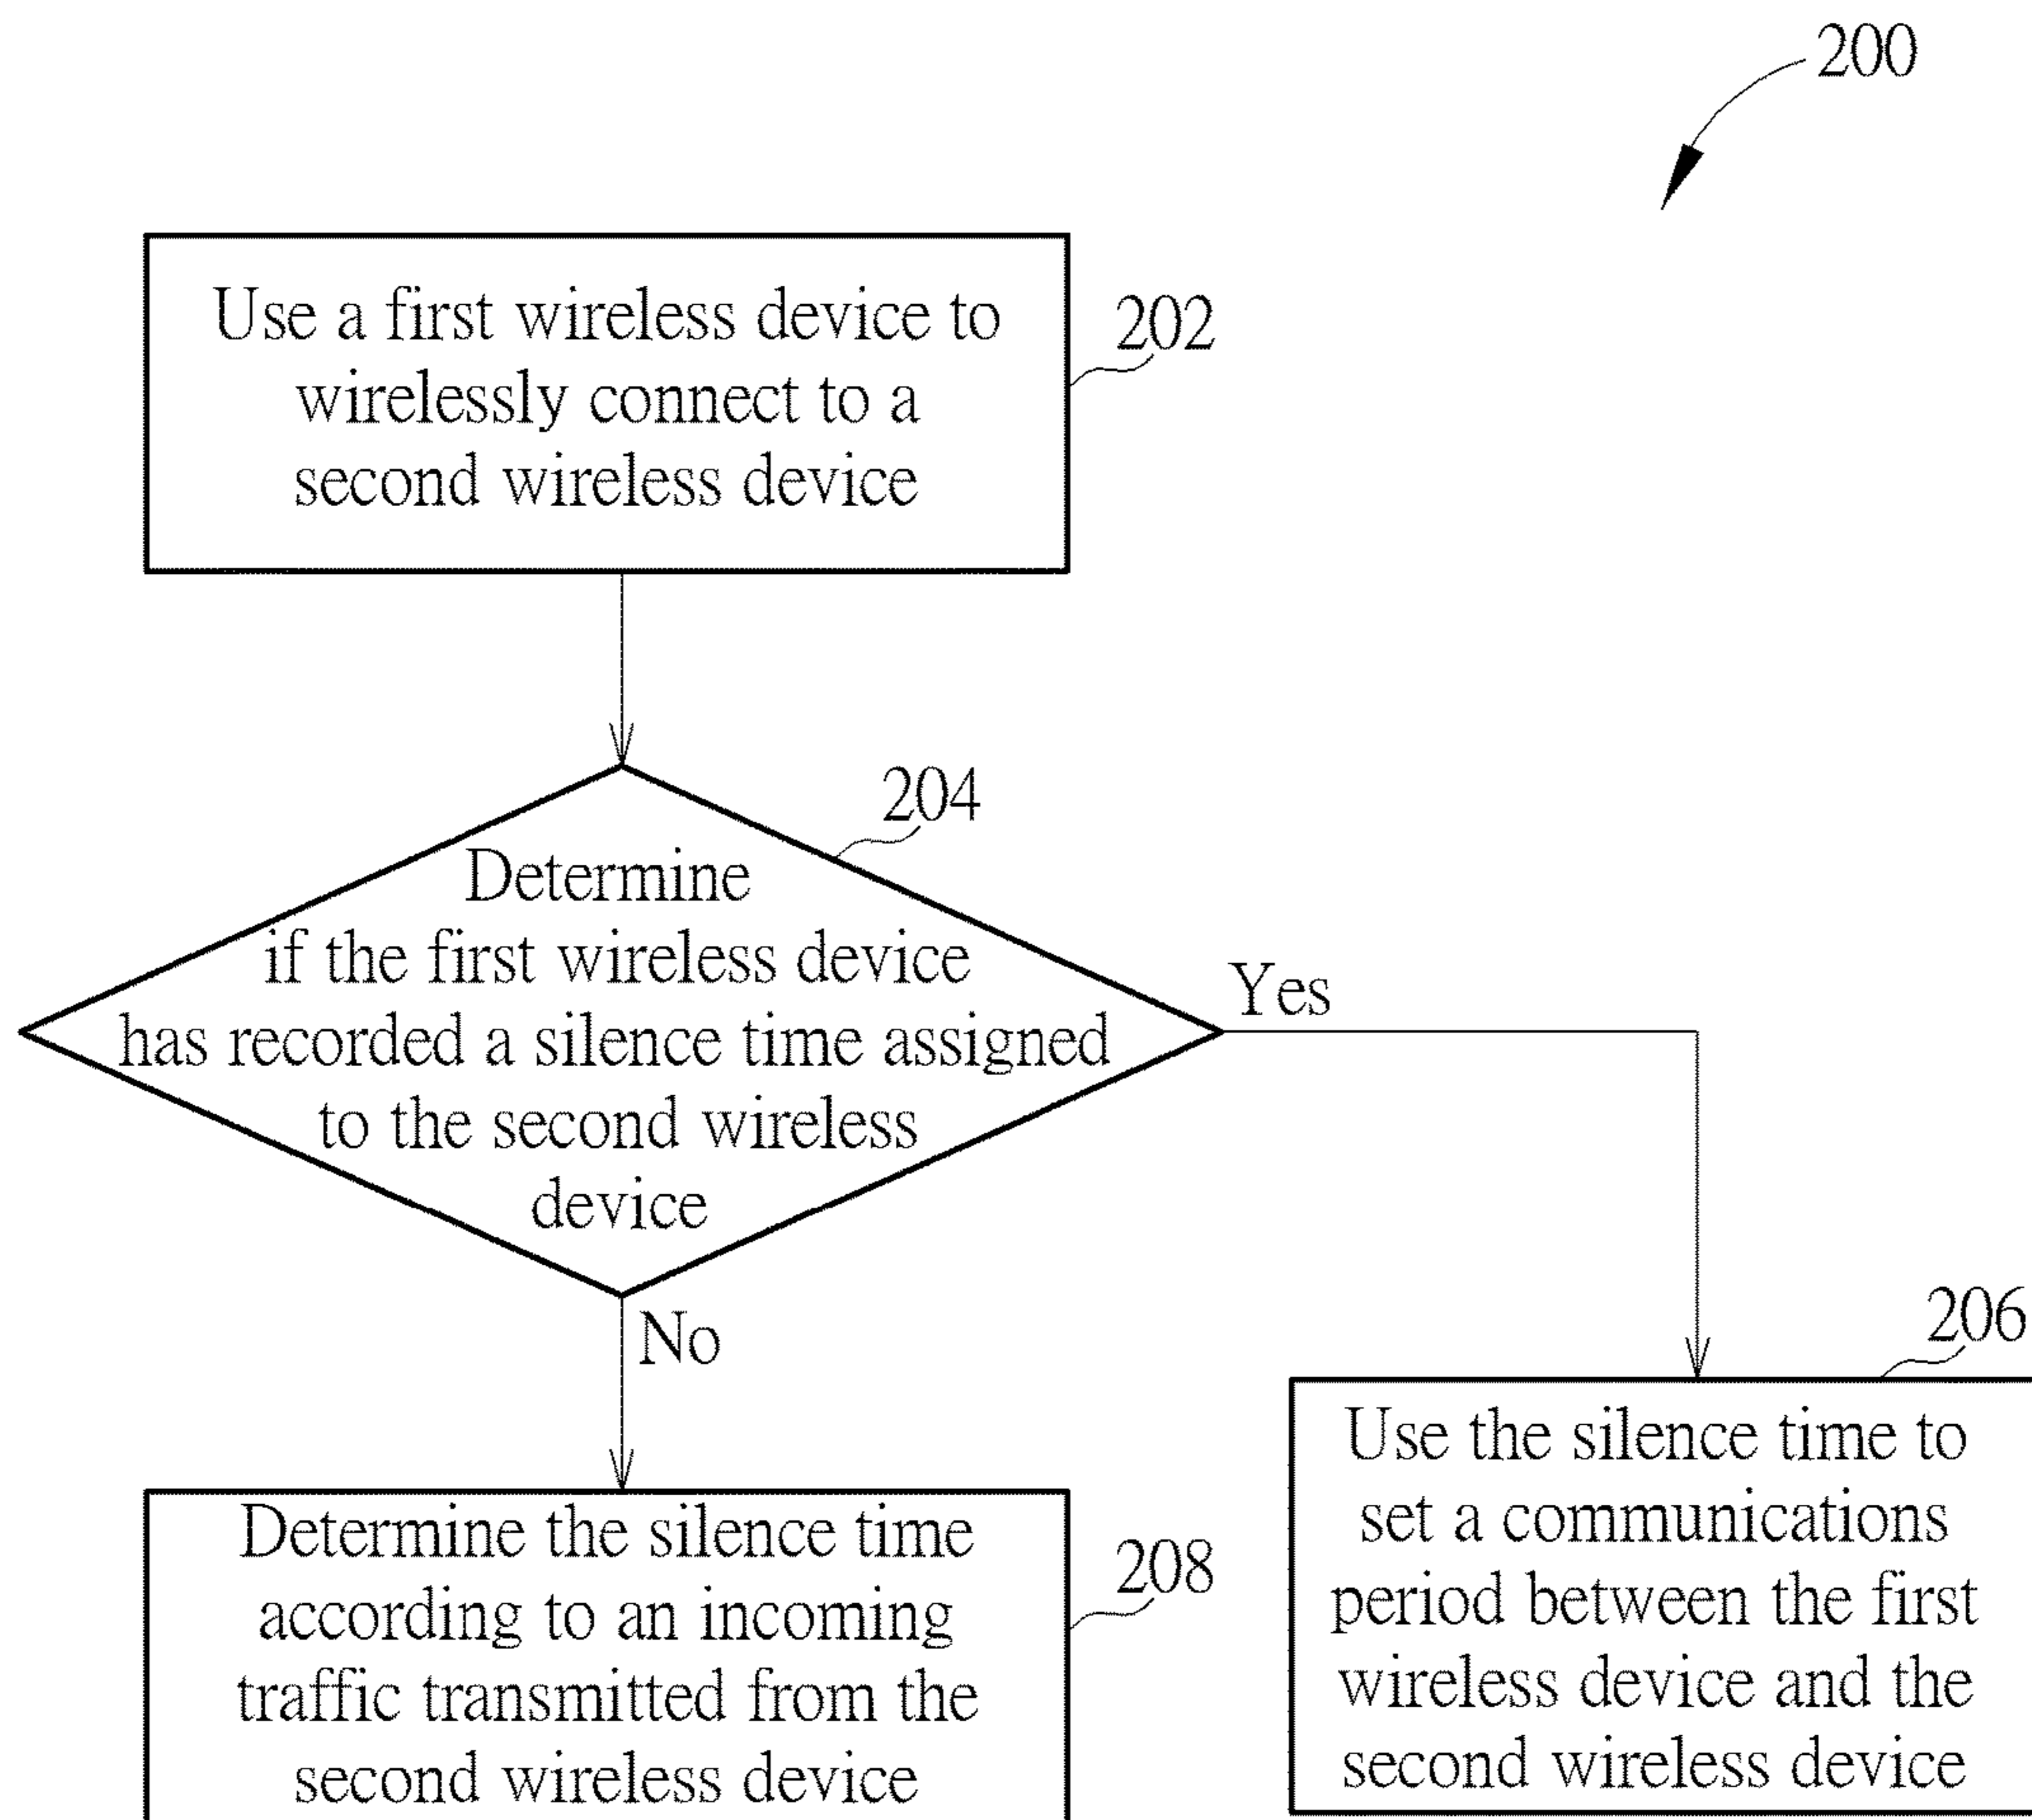 200
Use a first wireless device to
wirelessly connect to a
second wireless device
202
204
Determine
if the first wireless device
has recorded a silence time assigned
to the second wireless
device
Yes
No
206
Use the silence time to
set a communications
period between the first
wireless device and the
second wireless device
Determine the silence time
according to an incoming
traffic transmitted from the
second wireless device
208